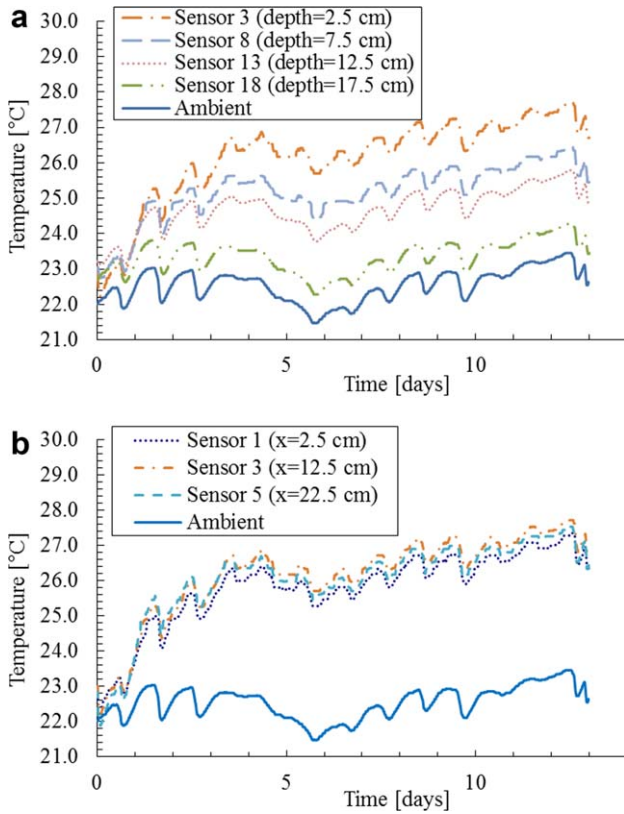 a
30.0
29.0
28.0
27.0
26.0
25.0
24.0
23.0
22.0
21.0
Temperature [°C]
Sensor 3 (depth=2.5 cm)
Sensor 8 (depth=7.5 cm)
Sensor 13 (depth=12.5 cm)
Sensor 18 (depth=17.5 cm)
Ambient
0 5 10
Time [days]
b
30.0
29.0
28.0
27.0
26.0
25.0
24.0
23.0
22.0
21.0
Temperature [°C]
Sensor 1 (x=2.5 cm)
Sensor 3 (x=12.5 cm)
Sensor 5 (x=22.5 cm)
Ambient
0 5 10
Time [days]